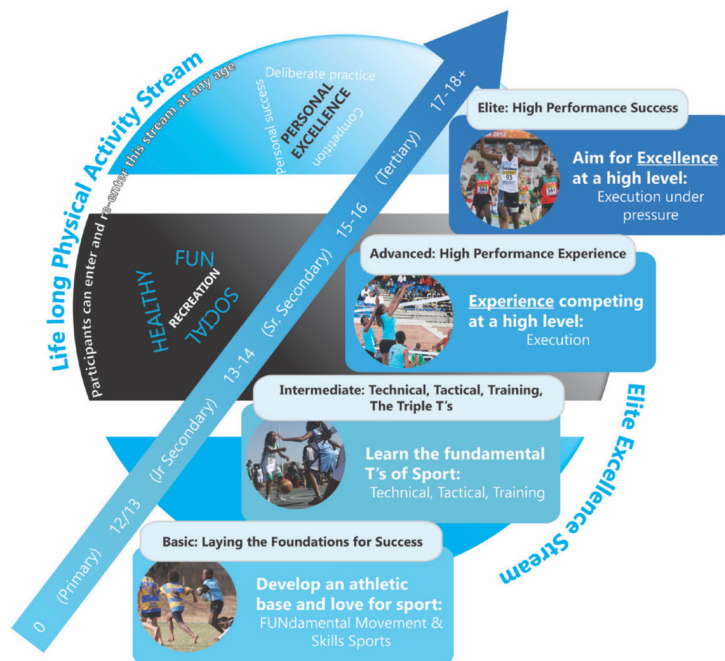 Life long Physical Activity Stream
Participants can enter and re-enter this stream at any age
Deliberate practice
Personal success
PERSONAL
EXCELLENCE
Competition
FUN
HEALTHY
RECREATION
SOCIAL
0 (Primary) 12/13 (Jr Secondary) 13-14 (Sr. Secondary) 15-16 (Tertiary) 17-18+
Elite: High Performance Success
Aim for Excellence
at a high level:
Execution under
pressure
93
Advanced: High Performance Experience
Experience competing
at a high level:
Execution
Intermediate: Technical, Tactical, Training,
The Triple T's
Learn the fundamental
T's of Sport:
Technical, Tactical, Training
Basic: Laying the Foundations for Success
Develop an athletic
base and love for sport:
FUNdamental Movement &
Skills Sports
Elite Excellence Stream